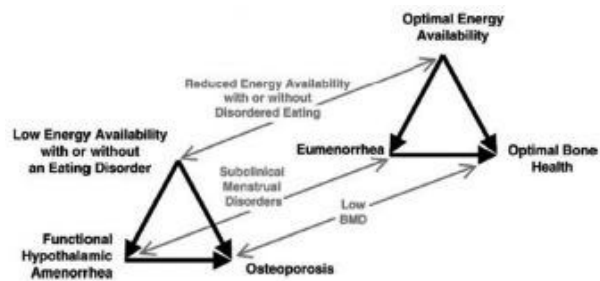 Optimal Energy
Availability
Reduced Energy Availability
with or without
Disordered Eating
Low Energy Availability
with or without
an Eating Disorder
Eumenorrhea
Optimal Bone
Health
Subclinical
Menstrual
Disorders
Low
BMD
Functional
Hypothalamic
Amenorrhea
Osteoporosis